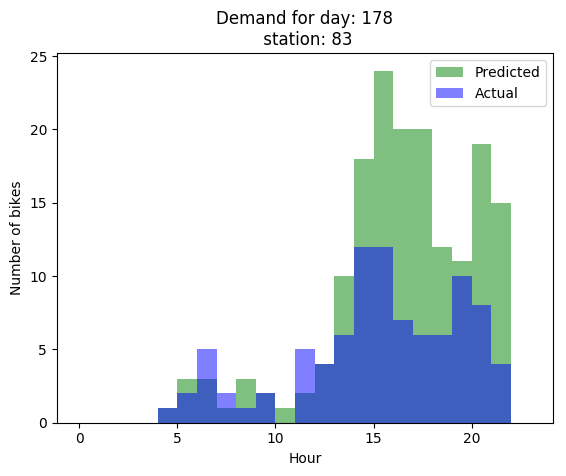 Demand for day: 178
station: 83
Predicted
Actual
Number of bikes
25
20
15
10
5
0
0
5
10
15
20
Hour